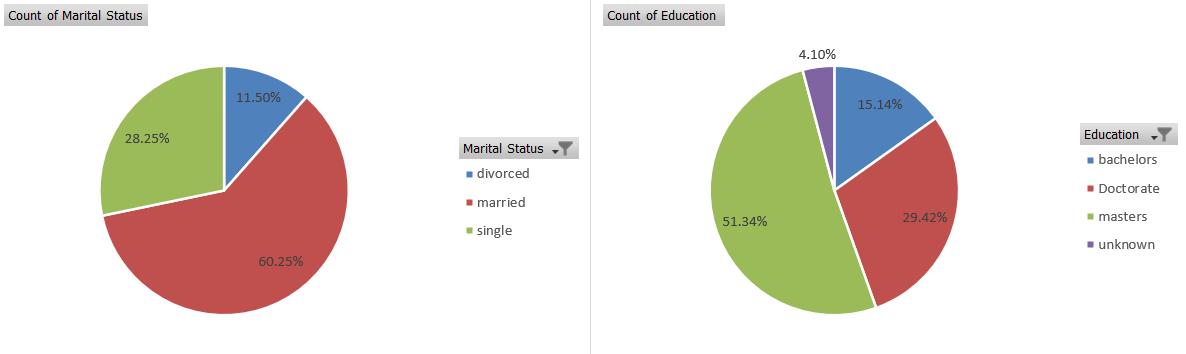 Count of Marital Status
11.50%
28.25%
60.25%
Marital Status
divorced
married
single
Count of Education
4.10%
15.14%
51.34%
29.42%
Education
bachelors
Doctorate
masters
unknown